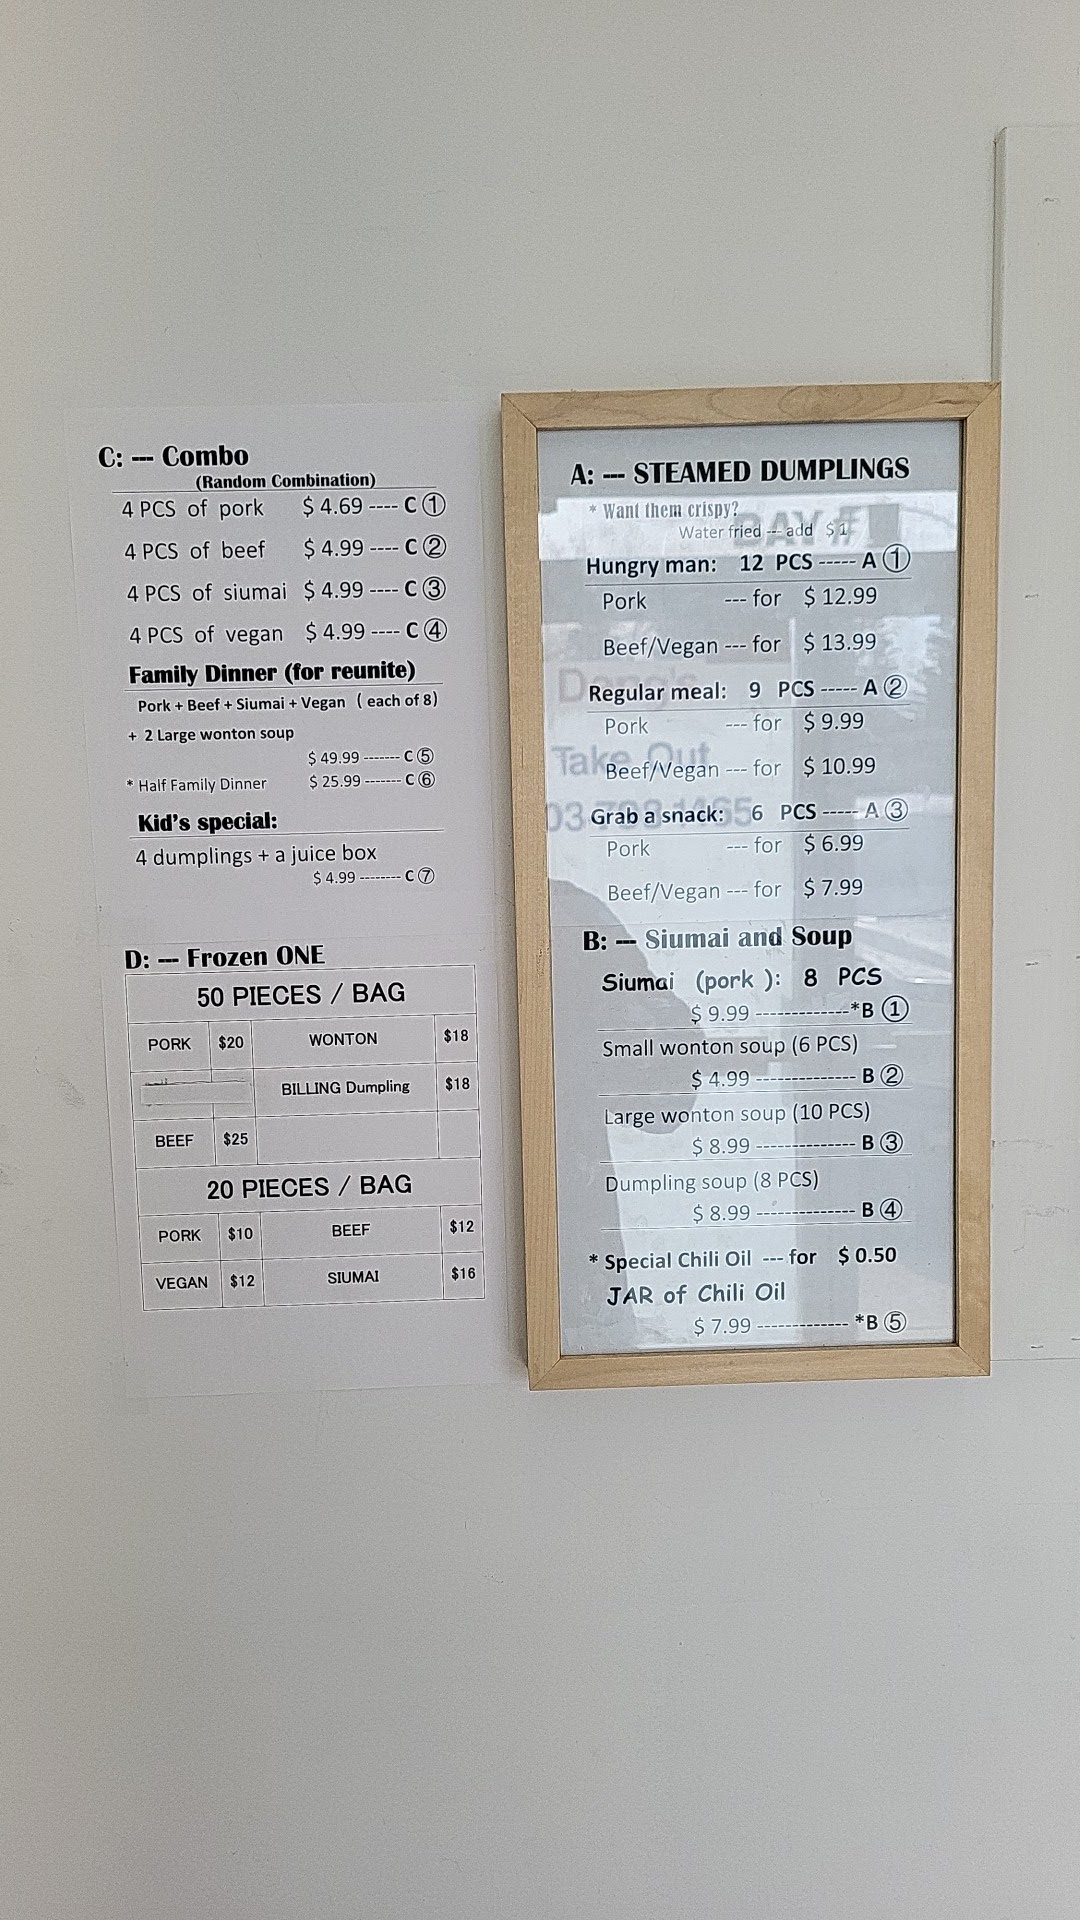 C: --- Combo
(Random Combination)
4 PCS of pork $ 4.69 ---- C ①
4 PCS of beef $ 4.99 ---- C ②
4 PCS of siumai $ 4.99 ---- C ③
4 PCS of vegan $ 4.99 ---- C ④
Family Dinner (for reunite)
Pork + Beef + Siumai + Vegan ( each of 8)
+ 2 Large wonton soup
$ 49.99 ------- C ⑤
* Half Family Dinner $ 25.99 ------- C ⑥
Kid's special:
4 dumplings + a juice box
$ 4.99 -------- C ⑦
D: --- Frozen ONE
50 PIECES / BAG
PORK $20 WONTON $18
BILLING Dumpling $18
BEEF $25
20 PIECES / BAG
PORK $10 BEEF $12
VEGAN $12 SIUMAI $16
A: --- STEAMED DUMPLINGS
* Want them crispy?
Water fried -- add $ 1
Hungry man: 12 PCS ----- A ①
Pork --- for $ 12.99
Beef/Vegan --- for $ 13.99
Regular meal: 9 PCS ----- A ②
Pork --- for $ 9.99
Beef/Vegan --- for $ 10.99
Grab a snack: 6 PCS ----- A ③
Pork --- for $ 6.99
Beef/Vegan --- for $ 7.99
B: --- Siumai and Soup
Siumai (pork ): 8 PCS
$ 9.99 -------------*B ①
Small wonton soup (6 PCS)
$ 4.99 -------------- B ②
Large wonton soup (10 PCS)
$ 8.99 -------------- B ③
Dumpling soup (8 PCS)
$ 8.99 -------------- B ④
* Special Chili Oil --- for $ 0.50
JAR of Chili Oil
$ 7.99 ------------- *B ⑤
Take Out